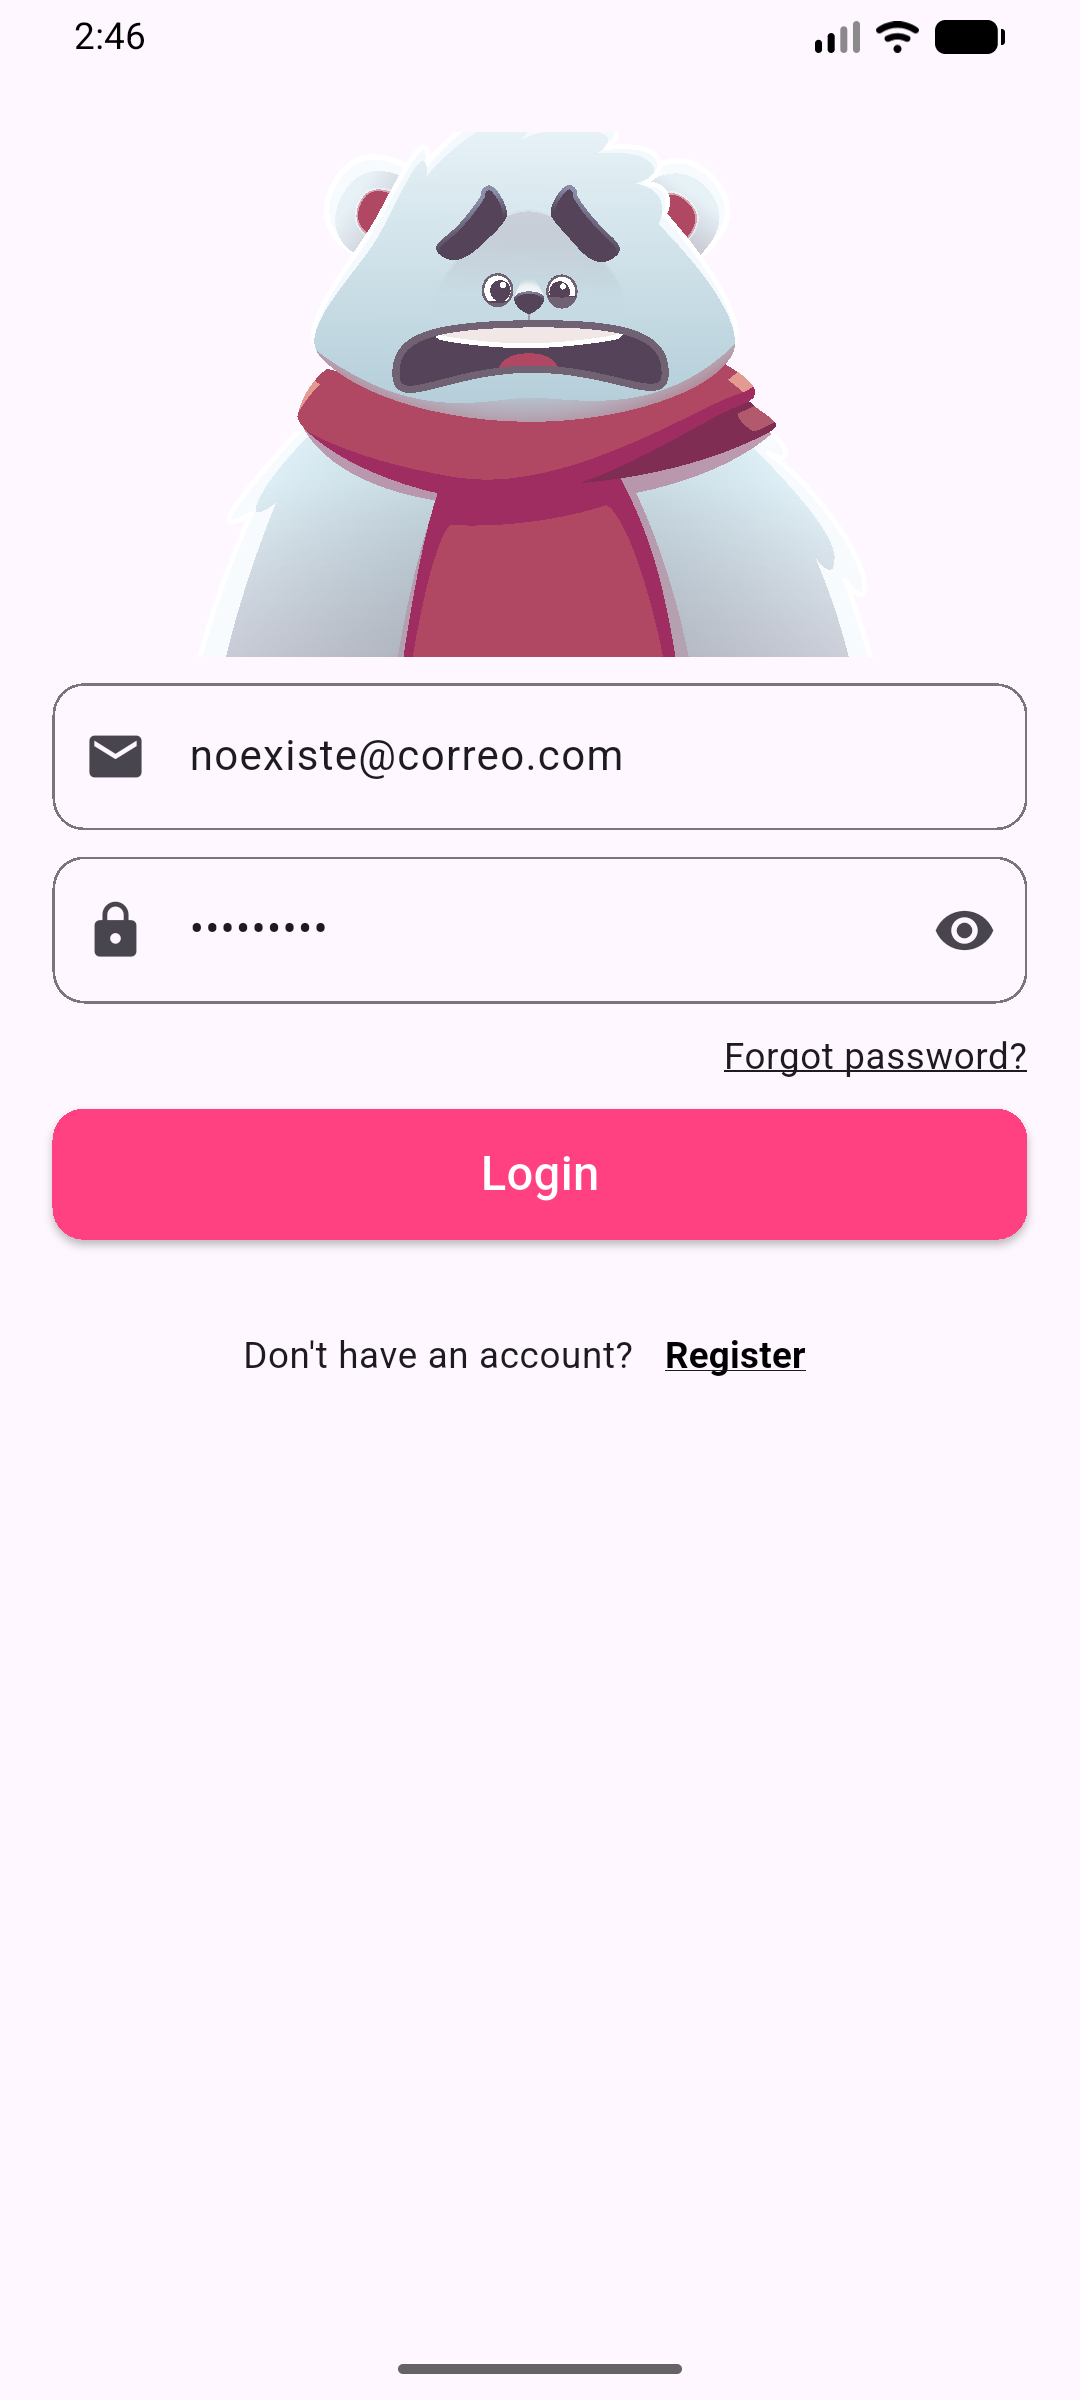 2:46
noexiste@correo.com
•••••••••
Forgot password?
Login
Don't have an account? Register